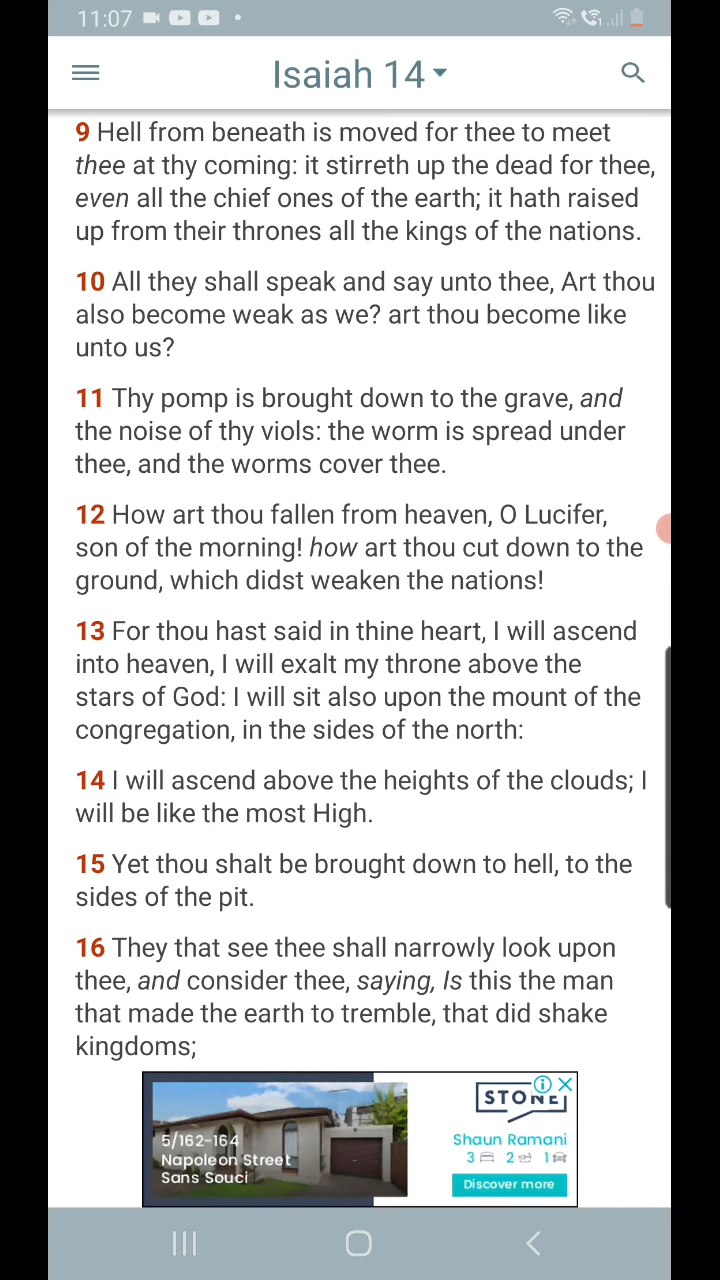 11:07
Isaiah 14
9 Hell from beneath is moved for thee to meet
thee at thy coming: it stirreth up the dead for thee,
even all the chief ones of the earth; it hath raised
up from their thrones all the kings of the nations.
10 All they shall speak and say unto thee, Art thou
also become weak as we? art thou become like
unto us?
11 Thy pomp is brought down to the grave, and
the noise of thy viols: the worm is spread under
thee, and the worms cover thee.
12 How art thou fallen from heaven, O Lucifer,
son of the morning! how art thou cut down to the
ground, which didst weaken the nations!
13 For thou hast said in thine heart, I will ascend
into heaven, I will exalt my throne above the
stars of God: I will sit also upon the mount of the
congregation, in the sides of the north:
14 I will ascend above the heights of the clouds; I
will be like the most High.
15 Yet thou shalt be brought down to hell, to the
sides of the pit.
16 They that see thee shall narrowly look upon
thee, and consider thee, saying, Is this the man
that made the earth to tremble, that did shake
kingdoms;
5/162-164
Napoleon Street
Sans Souci
STONE
Shaun Ramani
3 2 1
Discover more